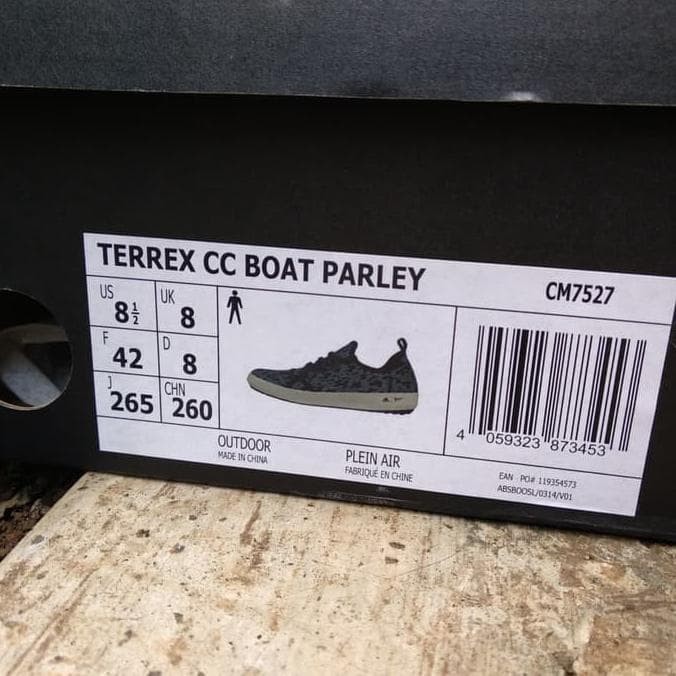 TERREX CC BOAT PARLEY
CM7527
US 8½ UK 8
F 42 D 8
J 265 CHN 260
4 059323 873453
OUTDOOR
MADE IN CHINA
PLEIN AIR
FABRIQUÉ EN CHINE
EAN PO# 119354573
ABSBOOSL/0314/V01